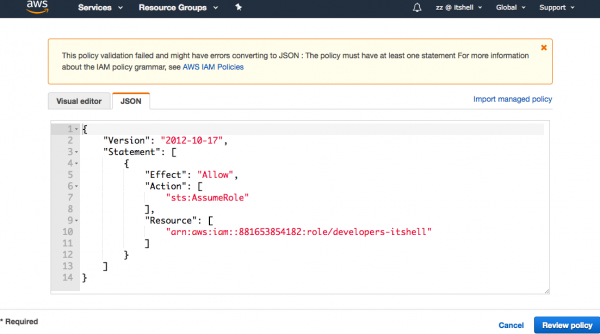 aws
Services
Resource Groups
zz @ itshell
Global
Support
This policy validation failed and might have errors converting to JSON : The policy must have at least one statement For more information
about the IAM policy grammar, see AWS IAM Policies
Visual editor
JSON
Import managed policy
1 {
2 "Version": "2012-10-17",
3 "Statement": [
4 {
5 "Effect": "Allow",
6 "Action": [
7 "sts:AssumeRole"
8 ],
9 "Resource": [
10 "arn:aws:iam::881653854182:role/developers-itshell"
11 ]
12 }
13 ]
14 }
* Required
Cancel
Review policy